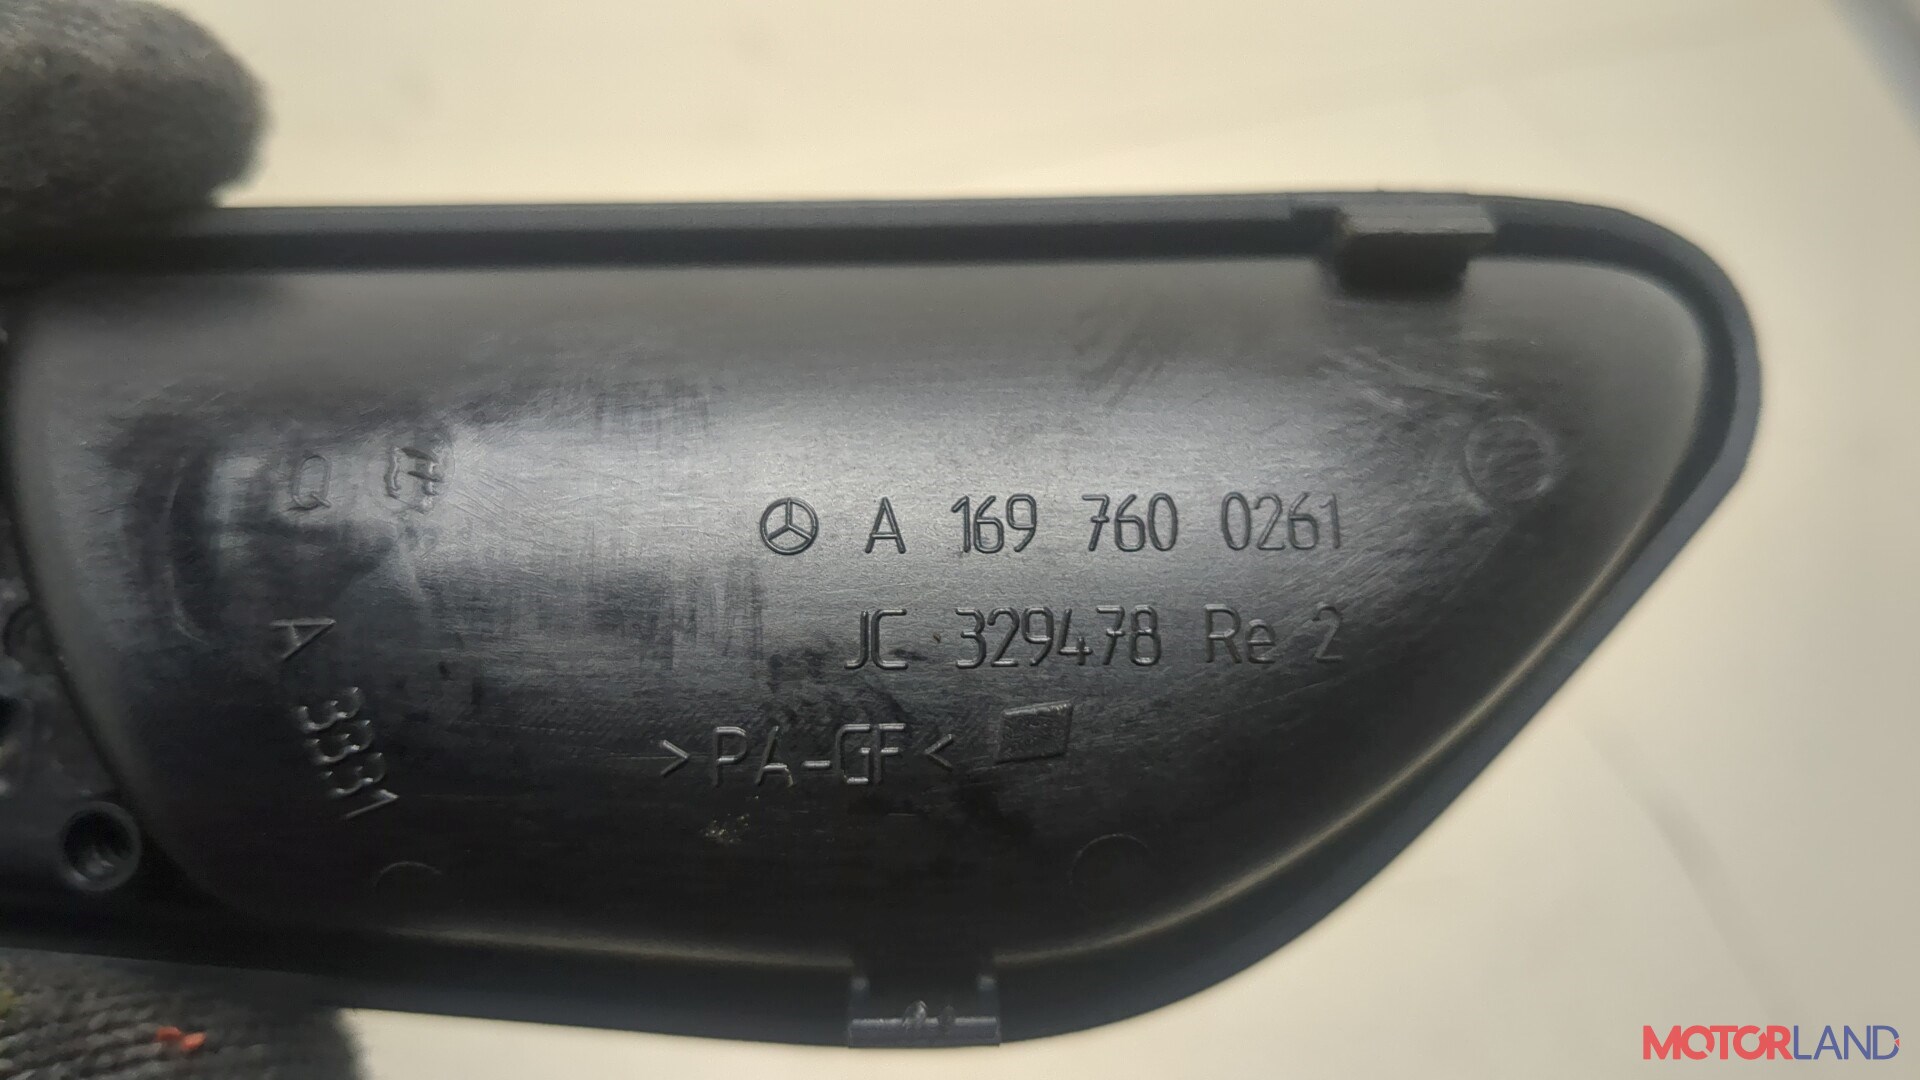 Q
A 169 760 0261
JC 329478 Re 2
>PA-GF<
A 3331
MOTORLAND